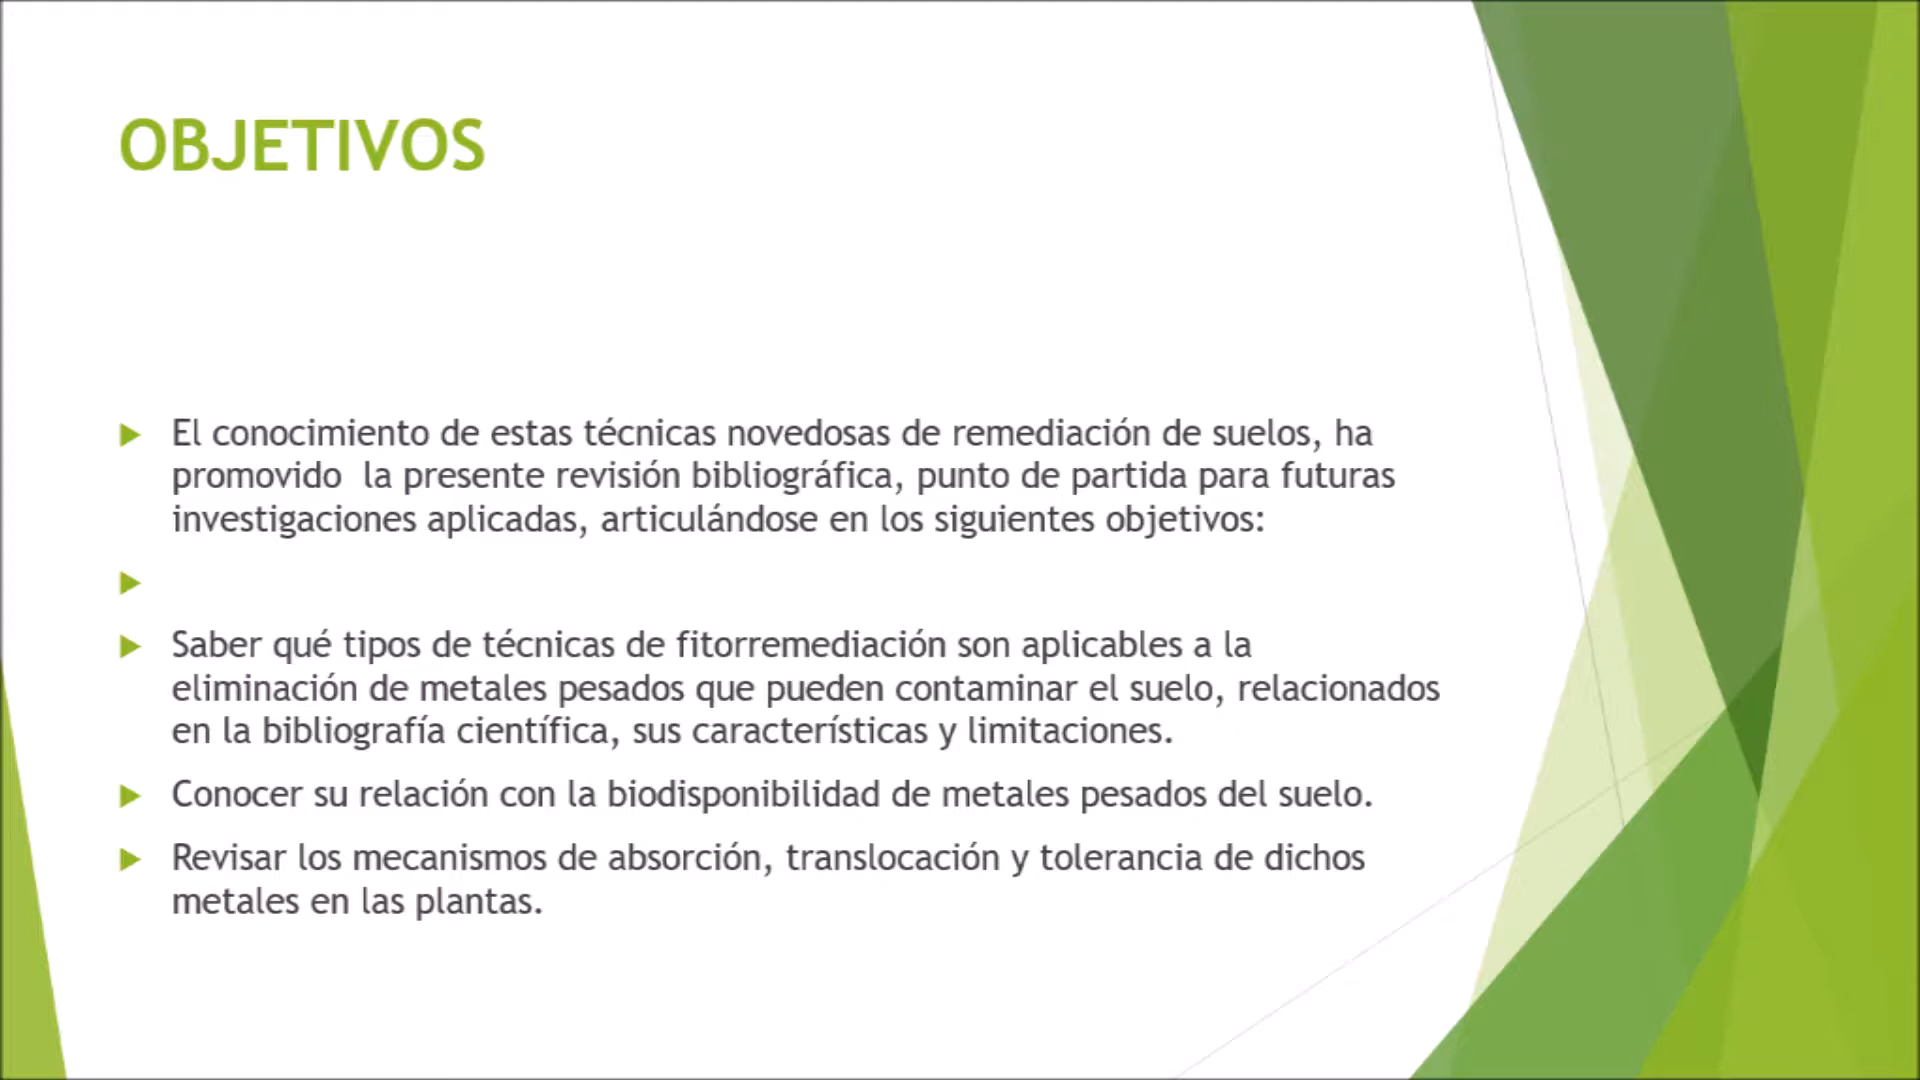 OBJETIVOS
El conocimiento de estas técnicas novedosas de remediación de suelos, ha
promovido  la presente revisión bibliográfica, punto de partida para futuras
investigaciones aplicadas, articulándose en los siguientes objetivos:
Saber qué tipos de técnicas de fitorremediación son aplicables a la
eliminación de metales pesados que pueden contaminar el suelo, relacionados
en la bibliografía científica, sus características y limitaciones.
Conocer su relación con la biodisponibilidad de metales pesados del suelo.
Revisar los mecanismos de absorción, translocación y tolerancia de dichos
metales en las plantas.